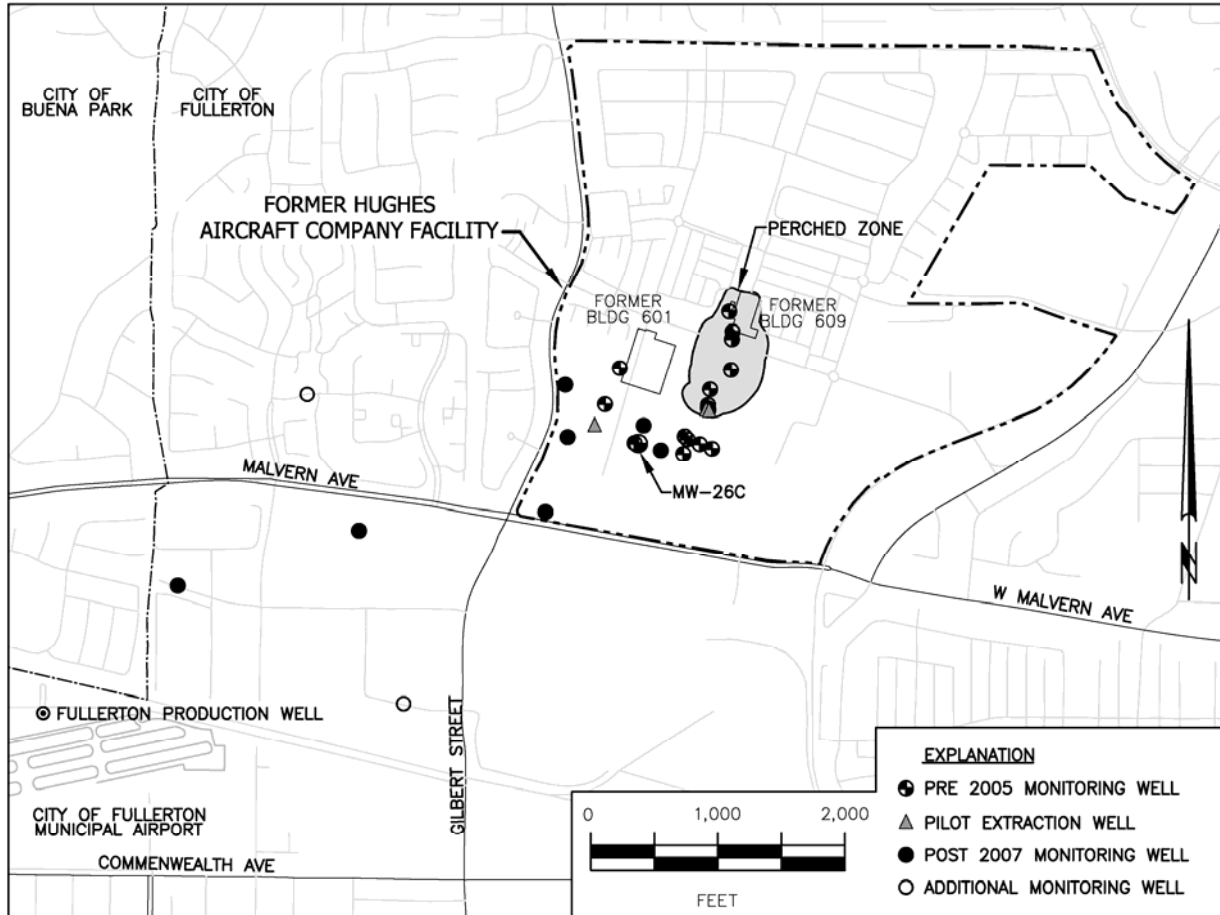 CITY OF
BUENA PARK
CITY OF
FULLERTON
FORMER HUGHES
AIRCRAFT COMPANY FACILITY
PERCHED ZONE
FORMER
BLDG 601
FORMER
BLDG 609
MALVERN AVE
MW-26C
W MALVERN AVE
N
GILBERT STREET
FULLERTON PRODUCTION WELL
CITY OF FULLERTON
MUNICIPAL AIRPORT
COMMENWEALTH AVE
0 1,000 2,000
FEET
EXPLANATION
PRE 2005 MONITORING WELL
PILOT EXTRACTION WELL
POST 2007 MONITORING WELL
ADDITIONAL MONITORING WELL